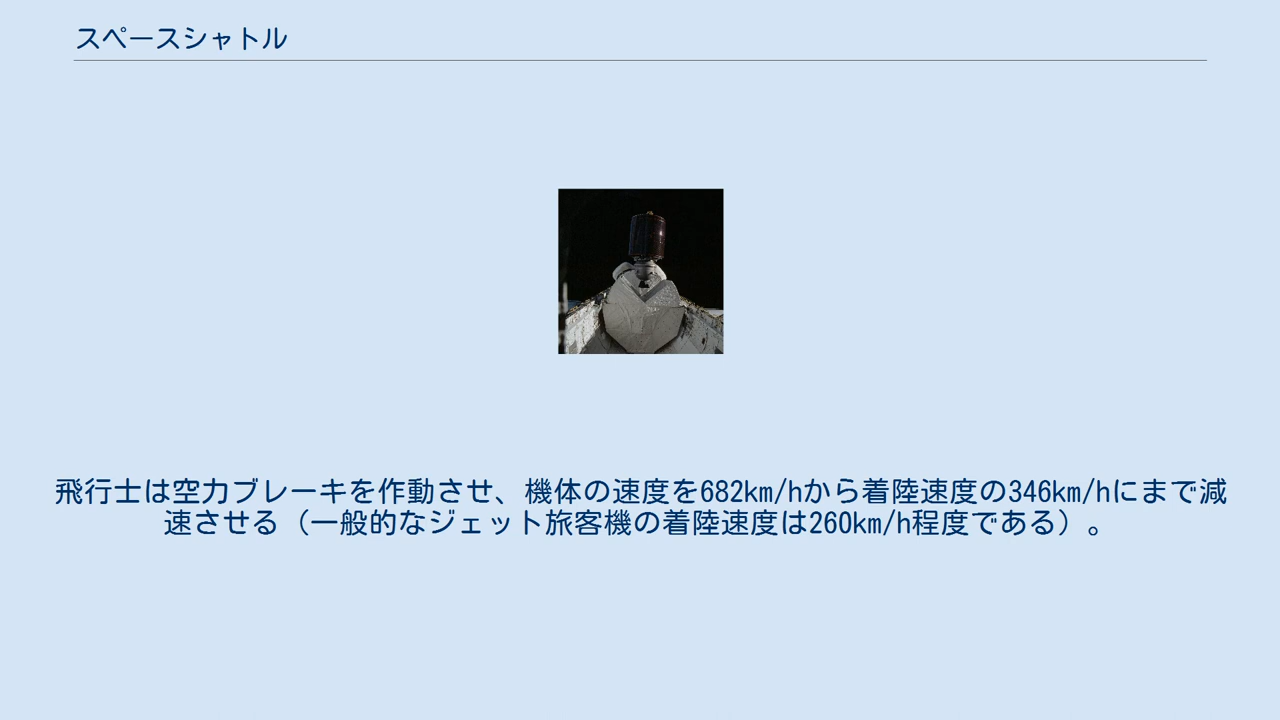 スペースシャトル
飛行士は空力ブレーキを作動させ、機体の速度を682km/hから着陸速度の346km/hにまで減
速させる（一般的なジェット旅客機の着陸速度は260km/h程度である）。